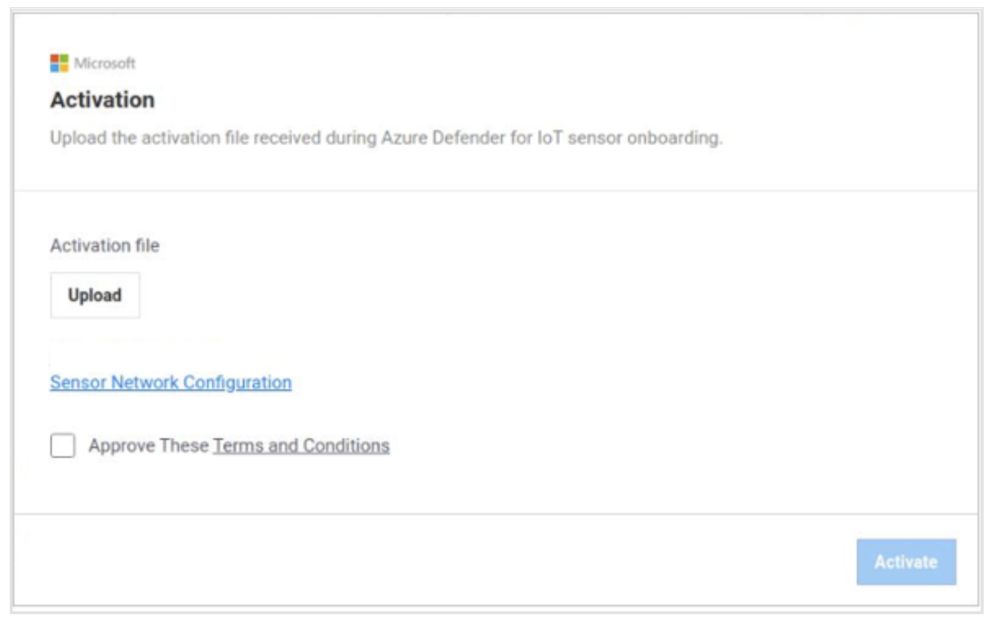 Microsoft
Activation
Upload the activation file received during Azure Defender for IoT sensor onboarding.
Activation file
Upload
Sensor Network Configuration
Approve These Terms and Conditions
Activate